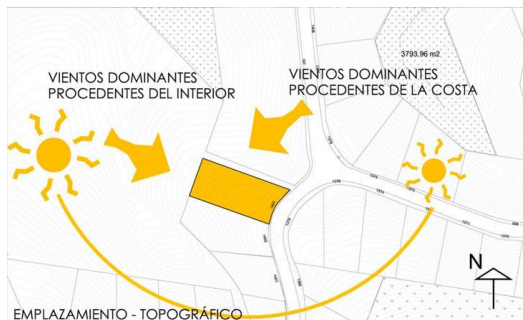 3793.96 m2
VIENTOS DOMINANTES
PROCEDENTES DEL INTERIOR
VIENTOS DOMINANTES
PROCEDENTES DE LA COSTA
N
EMPLAZAMIENTO - TOPOGRÁFICO